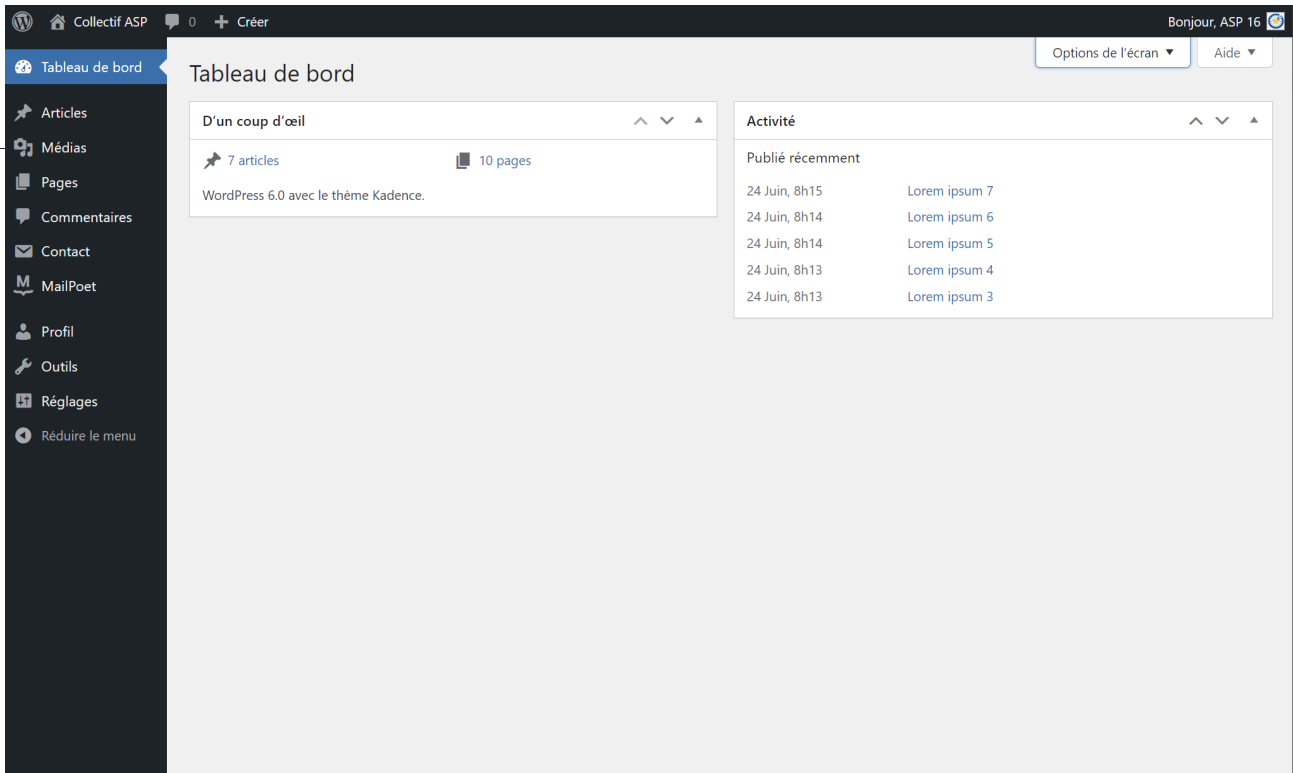 Collectif ASP 0 Créer Bonjour, ASP 16
Options de l'écran ▼ Aide ▼
Tableau de bord
Articles
Médias
Pages
Commentaires
Contact
MailPoet
Profil
Outils
Réglages
Réduire le menu
Tableau de bord
D'un coup d'œil
7 articles 10 pages
WordPress 6.0 avec le thème Kadence.
Activité
Publié récemment
24 Juin, 8h15 Lorem ipsum 7
24 Juin, 8h14 Lorem ipsum 6
24 Juin, 8h14 Lorem ipsum 5
24 Juin, 8h13 Lorem ipsum 4
24 Juin, 8h13 Lorem ipsum 3